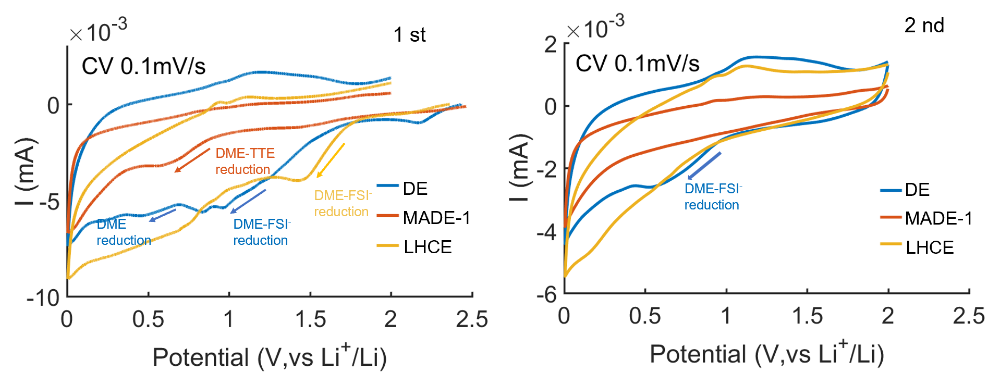 ×10-3
1 st
CV 0.1mV/s
0
-5
-10
I (mA)
DME-TTE
reduction
DME-FSI-
reduction
DME-FSI-
reduction
DME
reduction
DE
MADE-1
LHCE
0 0.5 1 1.5 2 2.5
Potential (V,vs Li+/Li)
×10-3
2 nd
CV 0.1mV/s
2
0
-2
-4
-6
I (mA)
DME-FSI-
reduction
DE
MADE-1
LHCE
0 0.5 1 1.5 2 2.5
Potential (V,vs Li+/Li)